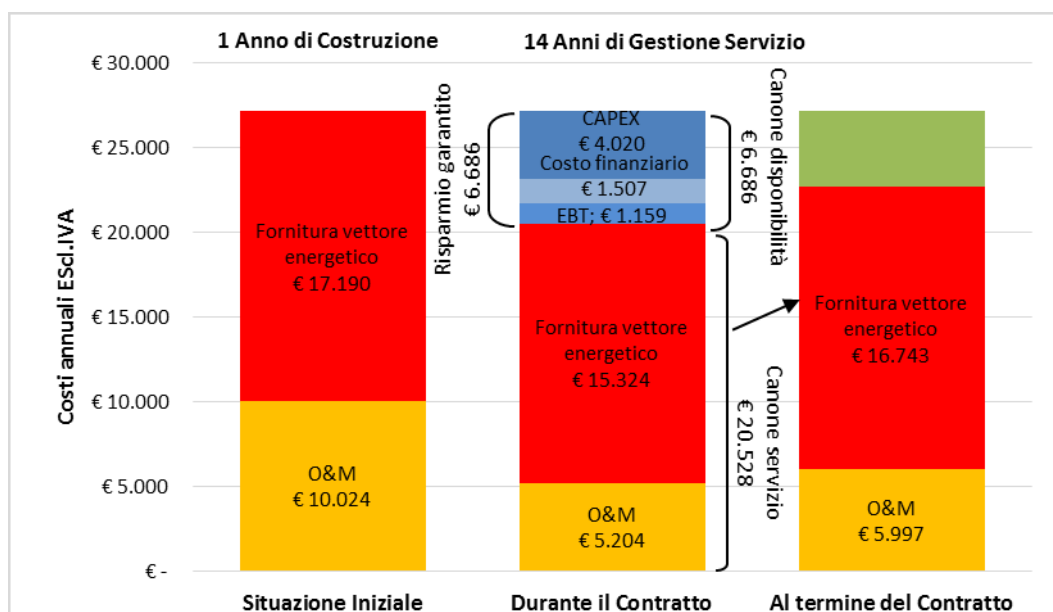 1 Anno di Costruzione
14 Anni di Gestione Servizio
Costi annuali EScl.IVA
€ 30.000
€ 25.000
€ 20.000
€ 15.000
€ 10.000
€ 5.000
€ -
Fornitura vettore
energetico
€ 17.190
O&M
€ 10.024
Risparmio garantito
€ 6.686
CAPEX
€ 4.020
Costo finanziario
€ 1.507
EBT; € 1.159
Fornitura vettore
energetico
€ 15.324
O&M
€ 5.204
Canone disponibilità
€ 6.686
Canone servizio
€ 20.528
Fornitura vettore
energetico
€ 16.743
O&M
€ 5.997
Situazione Iniziale
Durante il Contratto
Al termine del Contratto